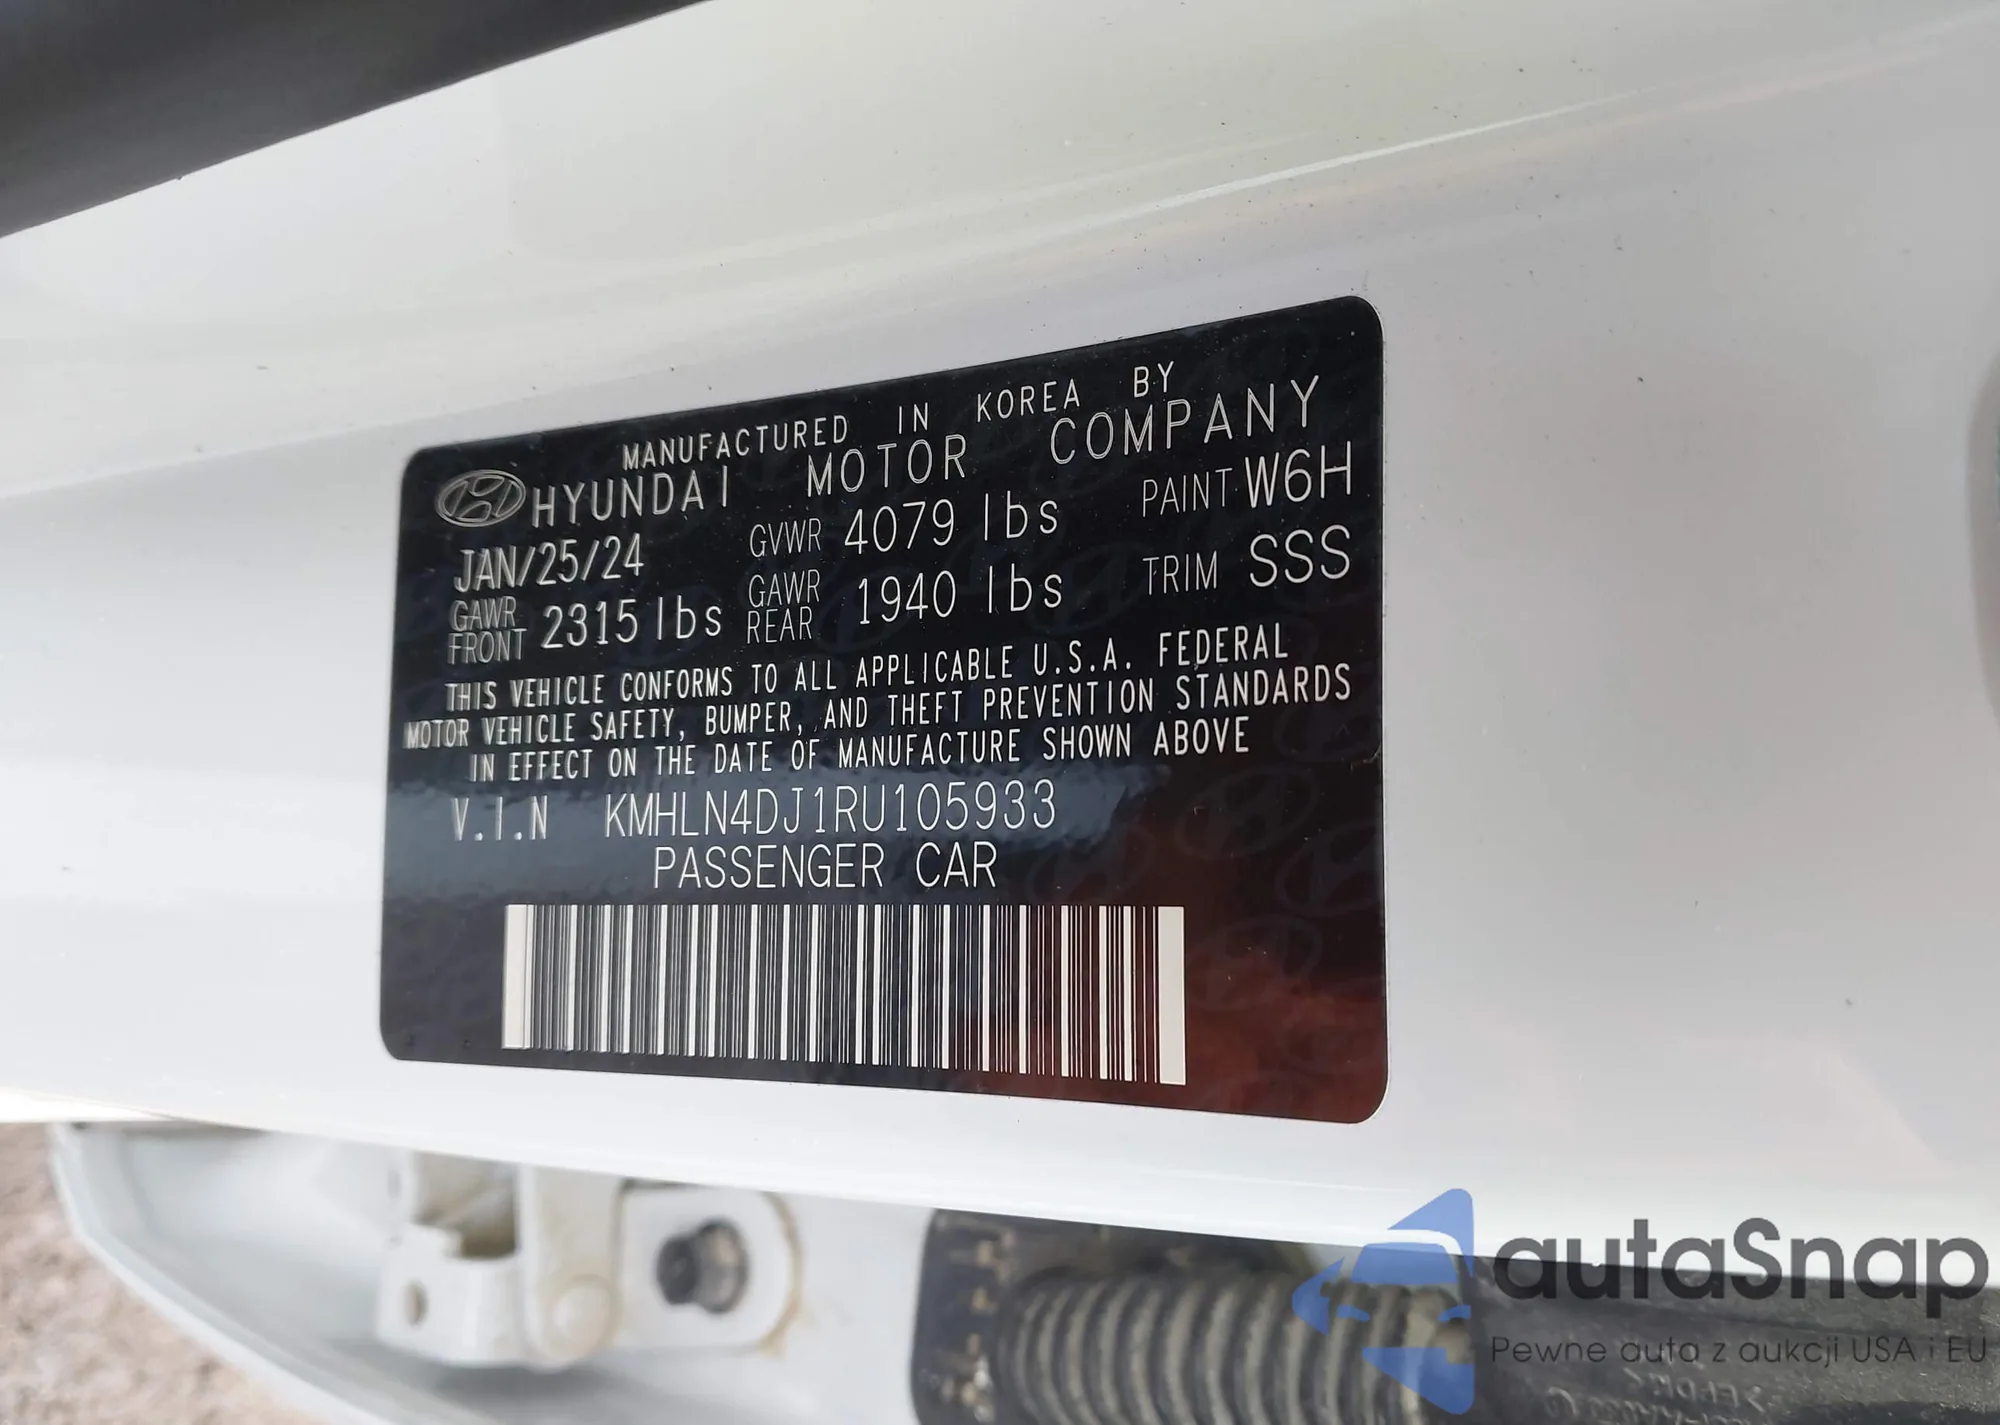 MANUFACTURED IN KOREA BY
HYUNDAI MOTOR COMPANY
JAN/25/24 GVWR 4079 lbs PAINT W6H
GAWR FRONT 2315 lbs GAWR REAR 1940 lbs TRIM SSS
THIS VEHICLE CONFORMS TO ALL APPLICABLE U.S.A. FEDERAL
MOTOR VEHICLE SAFETY, BUMPER, AND THEFT PREVENTION STANDARDS
IN EFFECT ON THE DATE OF MANUFACTURE SHOWN ABOVE
V.I.N KMHLN4DJ1RU105933
PASSENGER CAR
autaSnap
Pewne auta z aukcji USA i EU